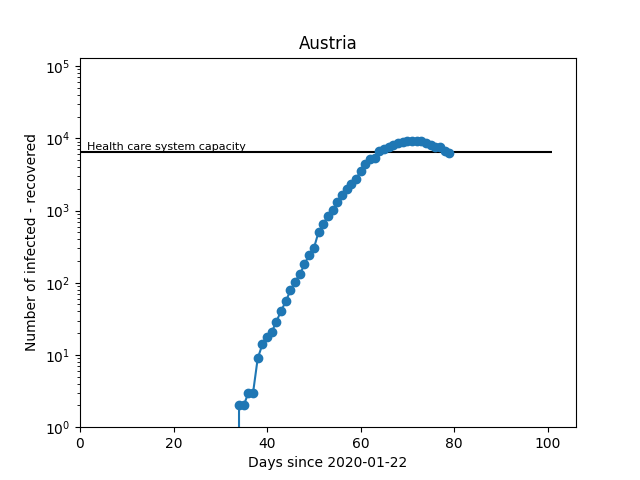 Austria
Number of infected - recovered
10^5
10^4
10^3
10^2
10^1
10^0
Health care system capacity
0 20 40 60 80 100
Days since 2020-01-22